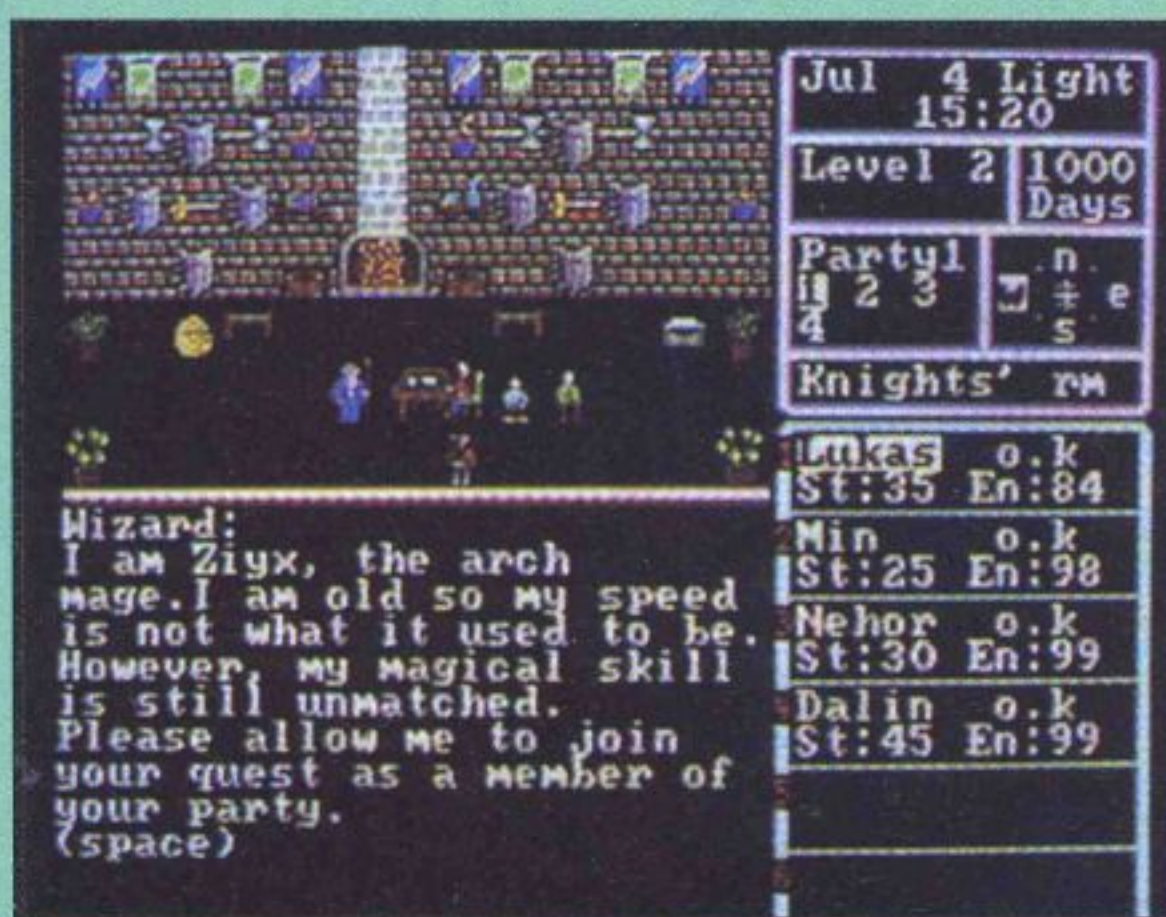 Wizard:
I am Ziyx, the arch
mage.I am old so my speed
is not what it used to be.
However, my magical skill
is still unmatched.
Please allow me to join
your quest as a member of
your party.
(space)
Jul 4 Light
15:20
Level 2
1000
Days
Party1
1 2 3
4
n
e
s
Knights' rm
Lukas o.k
St:35 En:84
Min o.k
St:25 En:98
Nehor o.k
St:30 En:99
Dalin o.k
St:45 En:99